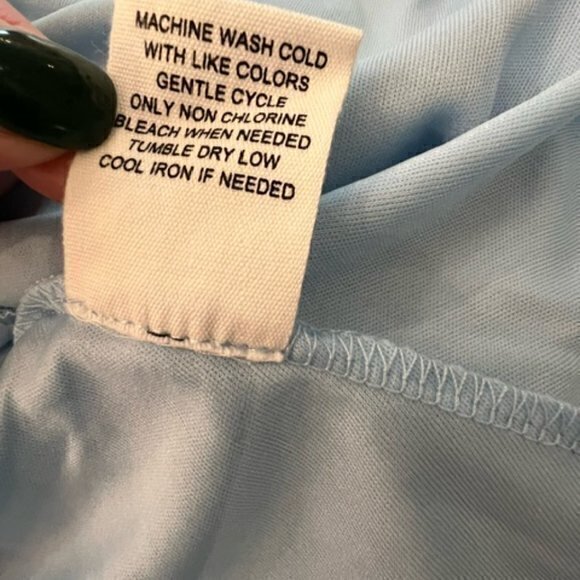 MACHINE WASH COLD
WITH LIKE COLORS
GENTLE CYCLE
ONLY NON CHLORINE
BLEACH WHEN NEEDED
TUMBLE DRY LOW
COOL IRON IF NEEDED